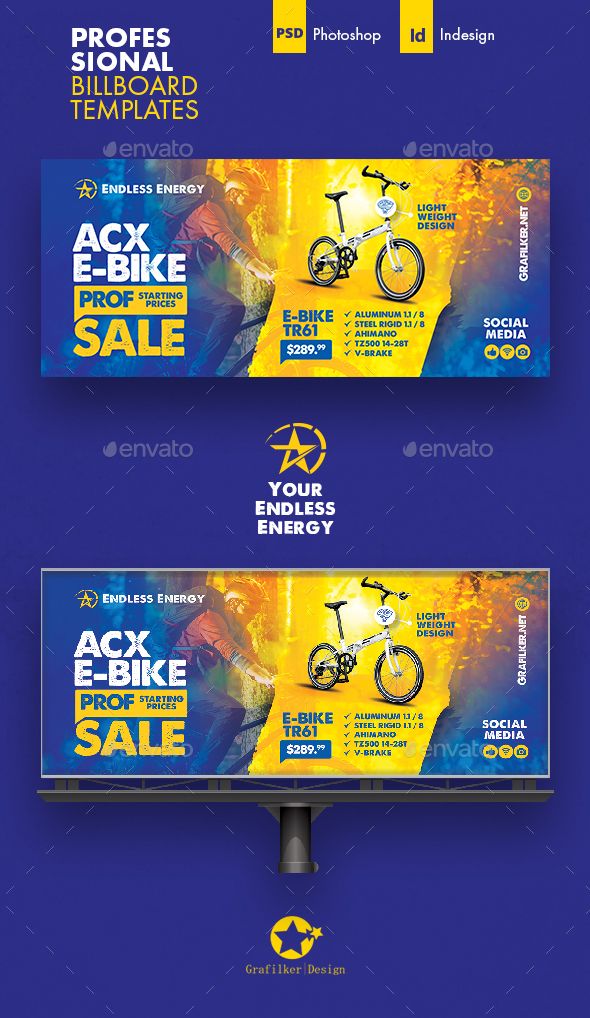 PROFES
SIONAL
BILLBOARD
TEMPLATES
PSD Photoshop
Id Indesign
envato envato
ENDLESS ENERGY
ACX
E-BIKE
PROF STARTING PRICES
SALE
LIGHT
WEIGHT
DESIGN
E-BIKE
TR61
$289.99
ALUMINUM 1.1 / 8
STEEL RIGID 1.1 / 8
AHIMANO
TZ500 14-28T
V-BRAKE
GRAFILKER.NET
SOCIAL
MEDIA
envato envato
YOUR
ENDLESS
ENERGY
ENDLESS ENERGY
ACX
E-BIKE
PROF STARTING PRICES
SALE
LIGHT
WEIGHT
DESIGN
E-BIKE
TR61
$289.99
ALUMINUM 1.1 / 8
STEEL RIGID 1.1 / 8
AHIMANO
TZ500 14-28T
V-BRAKE
GRAFILKER.NET
SOCIAL
MEDIA
envato envato
Grafilker|Design